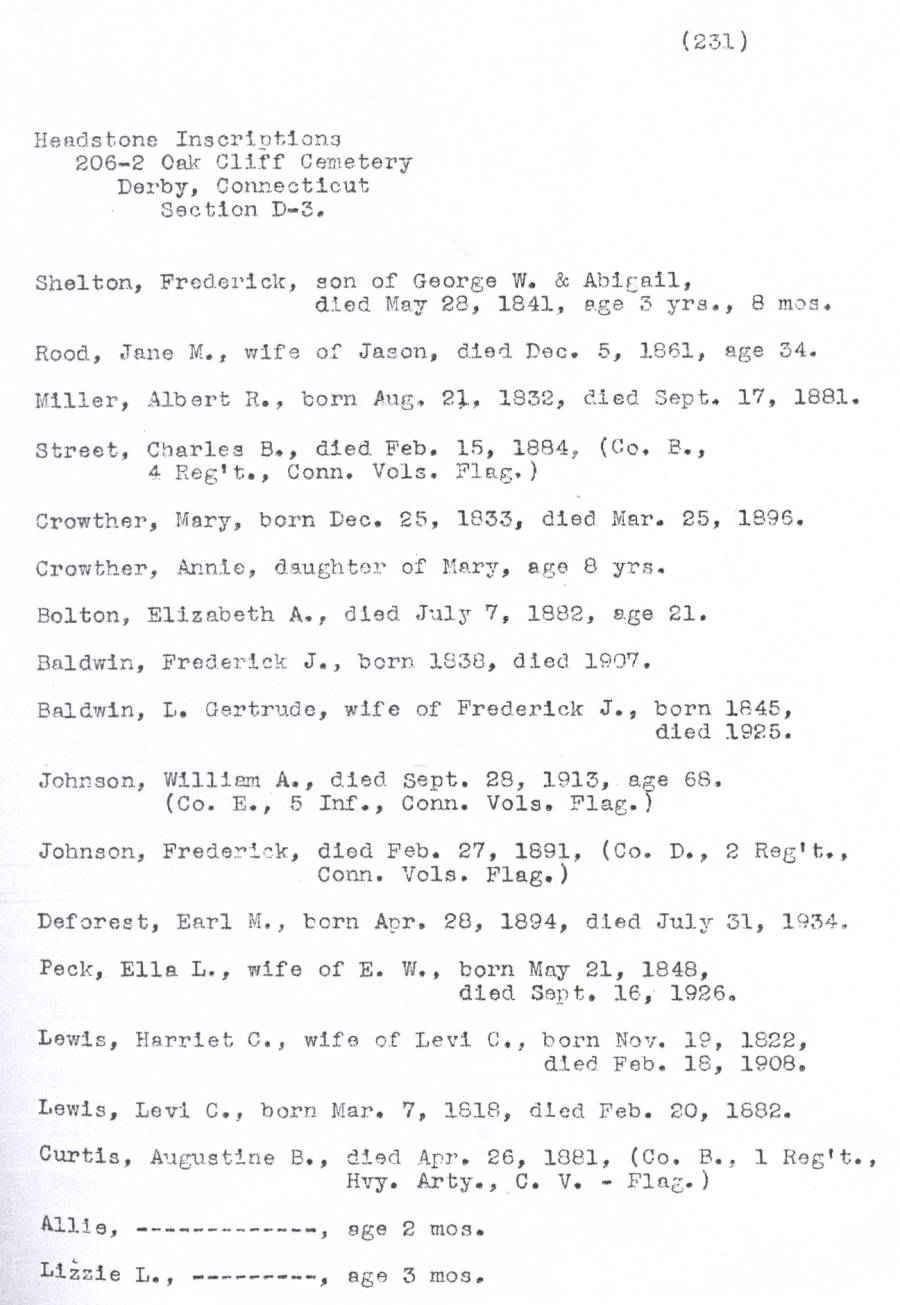 (231)
Headstone Inscriptions
206-2 Oak Cliff Cemetery
Derby, Connecticut
Section D-3.
Shelton, Frederick, son of George W. & Abigail,
died May 28, 1841, age 3 yrs., 8 mos.
Rood, Jane M., wife of Jason, died Dec. 5, 1861, age 34.
Miller, Albert R., born Aug. 21, 1832, died Sept. 17, 1881.
Street, Charles B., died Feb. 15, 1884, (Co. B.,
4 Reg't., Conn. Vols. Flag.)
Crowther, Mary, born Dec. 25, 1833, died Mar. 25, 1896.
Crowther, Annie, daughter of Mary, age 8 yrs.
Bolton, Elizabeth A., died July 7, 1882, age 21.
Baldwin, Frederick J., born 1838, died 1907.
Baldwin, L. Gertrude, wife of Frederick J., born 1845,
died 1925.
Johnson, William A., died Sept. 28, 1913, age 68.
(Co. E., 5 Inf., Conn. Vols. Flag.)
Johnson, Frederick, died Feb. 27, 1891, (Co. D., 2 Reg't.,
Conn. Vols. Flag.)
Deforest, Earl M., born Apr. 28, 1894, died July 31, 1934.
Peck, Ella L., wife of E. W., born May 21, 1848,
died Sept. 16, 1926.
Lewis, Harriet C., wife of Levi C., born Nov. 19, 1822,
died Feb. 18, 1908.
Lewis, Levi C., born Mar. 7, 1818, died Feb. 20, 1882.
Curtis, Augustine B., died Apr. 26, 1881, (Co. B., 1 Reg't.,
Hvy. Arty., C. V. - Flag.)
Allie, --------------, age 2 mos.
Lizzie L., ----------, age 3 mos.